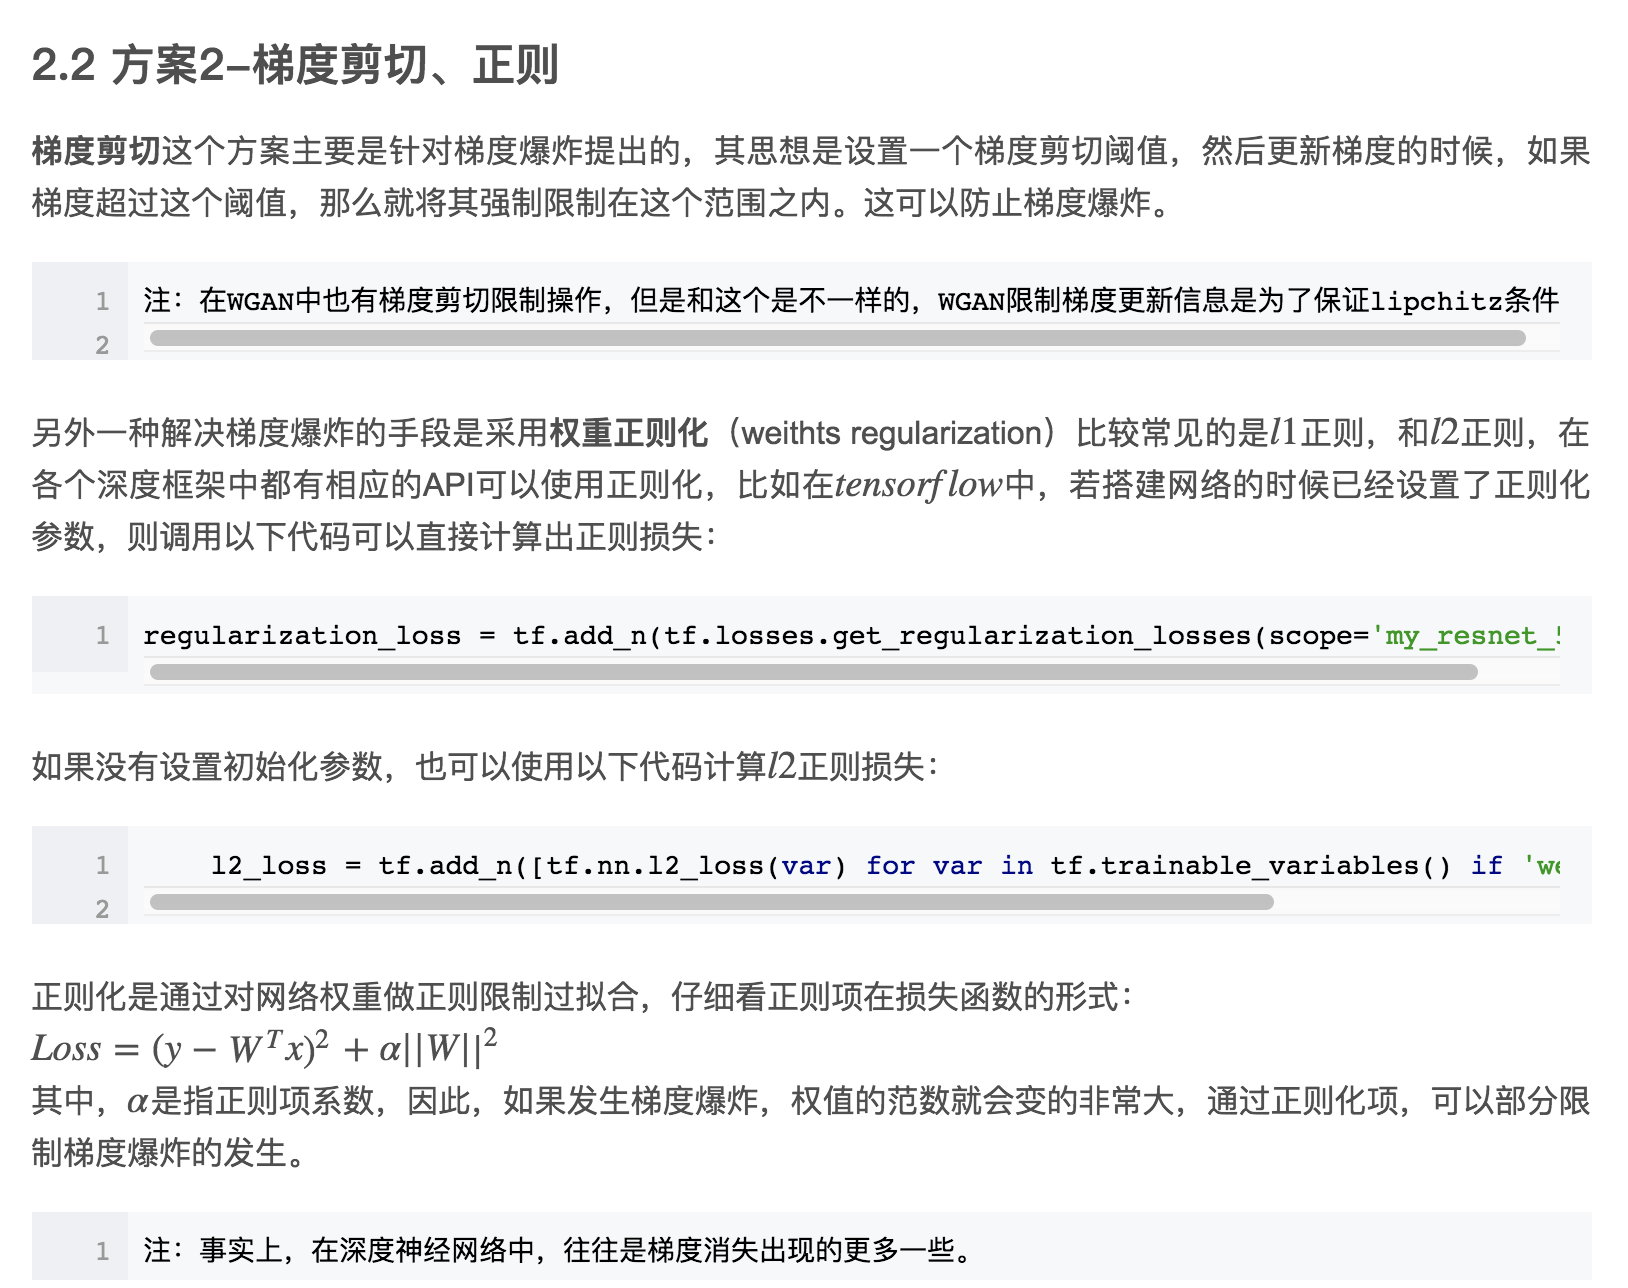 2.2 方案2-梯度剪切、正则
梯度剪切这个方案主要是针对梯度爆炸提出的，其思想是设置一个梯度剪切阈值，然后更新梯度的时候，如果
梯度超过这个阈值，那么就将其强制限制在这个范围之内。这可以防止梯度爆炸。
1 注：在WGAN中也有梯度剪切限制操作，但是和这个是不一样的，WGAN限制梯度更新信息是为了保证lipchitz条件
2
另外一种解决梯度爆炸的手段是采用权重正则化（weithts regularization）比较常见的是l1正则，和l2正则，在
各个深度框架中都有相应的API可以使用正则化，比如在tensorflow中，若搭建网络的时候已经设置了正则化
参数，则调用以下代码可以直接计算出正则损失：
1 regularization_loss = tf.add_n(tf.losses.get_regularization_losses(scope='my_resnet_5
如果没有设置初始化参数，也可以使用以下代码计算l2正则损失：
1 l2_loss = tf.add_n([tf.nn.l2_loss(var) for var in tf.trainable_variables() if 'we
2
正则化是通过对网络权重做正则限制过拟合，仔细看正则项在损失函数的形式：
Loss = (y − W^T x)^2 + α||W||^2
其中，α是指正则项系数，因此，如果发生梯度爆炸，权值的范数就会变的非常大，通过正则化项，可以部分限
制梯度爆炸的发生。
1 注：事实上，在深度神经网络中，往往是梯度消失出现的更多一些。